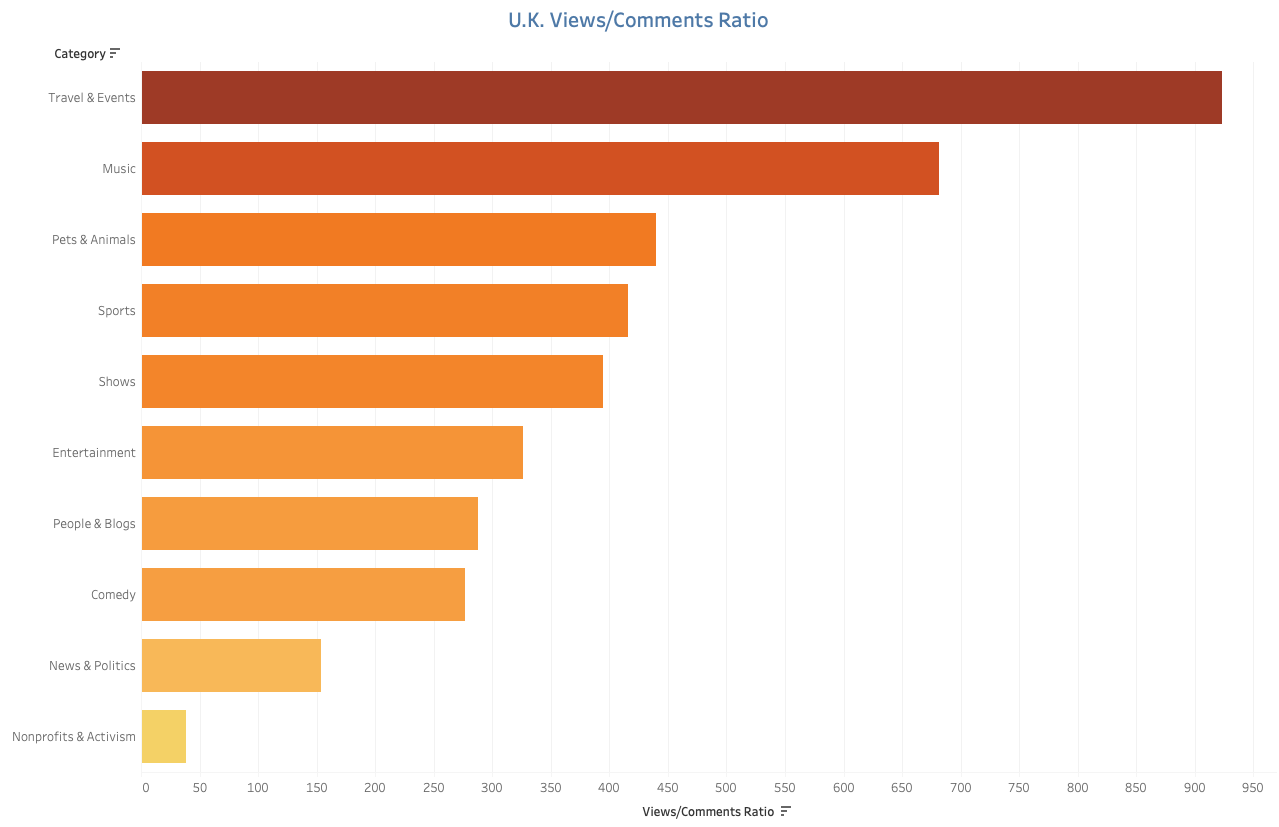 U.K. Views/Comments Ratio
Category
Travel & Events
Music
Pets & Animals
Sports
Shows
Entertainment
People & Blogs
Comedy
News & Politics
Nonprofits & Activism
0 50 100 150 200 250 300 350 400 450 500 550 600 650 700 750 800 850 900 950
Views/Comments Ratio